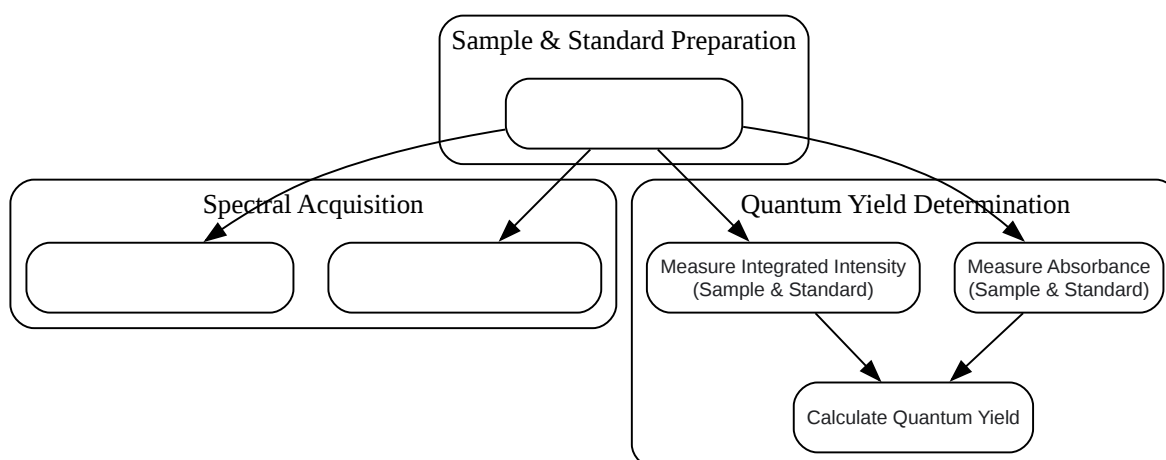 Sample & Standard Preparation
Spectral Acquisition
Quantum Yield Determination
Measure Integrated Intensity
(Sample & Standard)
Measure Absorbance
(Sample & Standard)
Calculate Quantum Yield